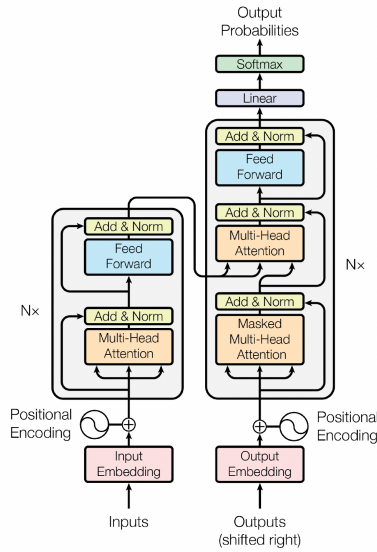 Output
Probabilities
Softmax
Linear
Add & Norm
Feed
Forward
Add & Norm
Multi-Head
Attention
Add & Norm
Masked
Multi-Head
Attention
N×
Positional
Encoding
Output
Embedding
Outputs
(shifted right)
Add & Norm
Feed
Forward
Add & Norm
Multi-Head
Attention
N×
Positional
Encoding
Input
Embedding
Inputs